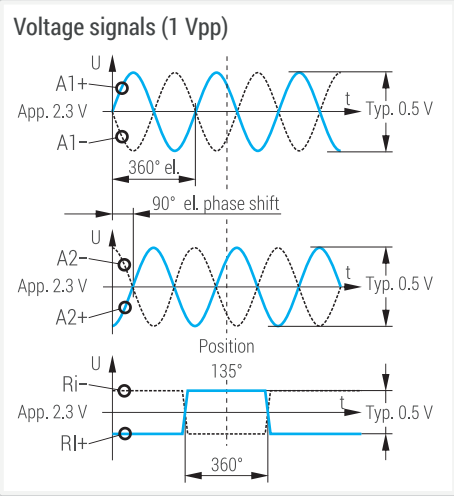 Voltage signals (1 Vpp)
U
A1+
App. 2.3 V
t
Typ. 0.5 V
A1−
360° el.
90° el. phase shift
U
A2−
App. 2.3 V
t
Typ. 0.5 V
A2+
Position
135°
U
Ri−
App. 2.3 V
t
Typ. 0.5 V
RI+
360°